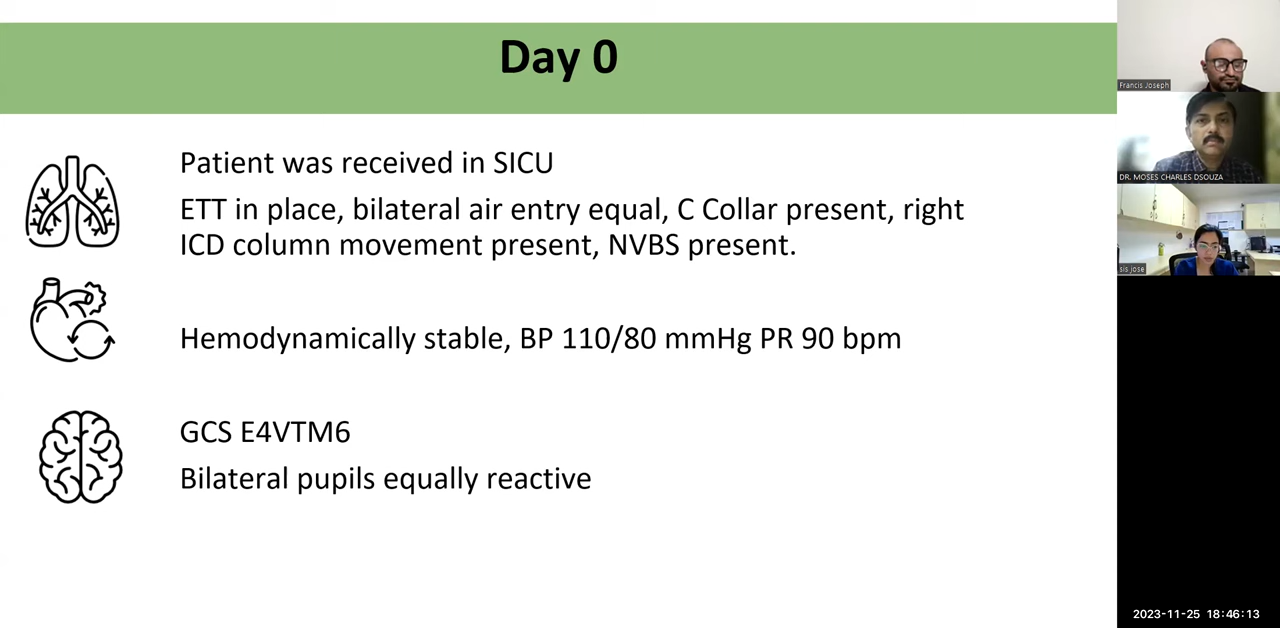 Day 0
Patient was received in SICU
ETT in place, bilateral air entry equal, C Collar present, right
ICD column movement present, NVBS present.
Hemodynamically stable, BP 110/80 mmHg PR 90 bpm
GCS E4VTM6
Bilateral pupils equally reactive
Francis Joseph
DR. MOSES CHARLES DSOUZA
sis jose
2023-11-25 18:46:13